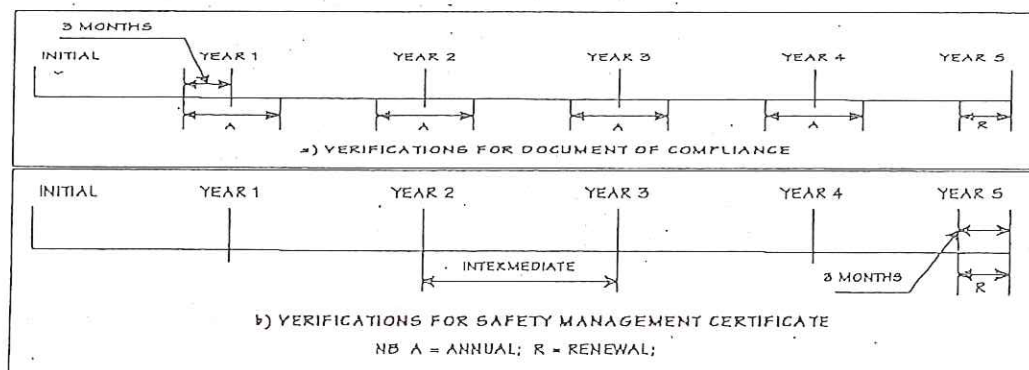 3 MONTHS
INITIAL YEAR 1 YEAR 2 YEAR 3 YEAR 4 YEAR 5
A A A A R
a) VERIFICATIONS FOR DOCUMENT OF COMPLIANCE
INITIAL YEAR 1 YEAR 2 YEAR 3 YEAR 4 YEAR 5
INTERMEDIATE
3 MONTHS R
b) VERIFICATIONS FOR SAFETY MANAGEMENT CERTIFICATE
NB A = ANNUAL; R = RENEWAL;